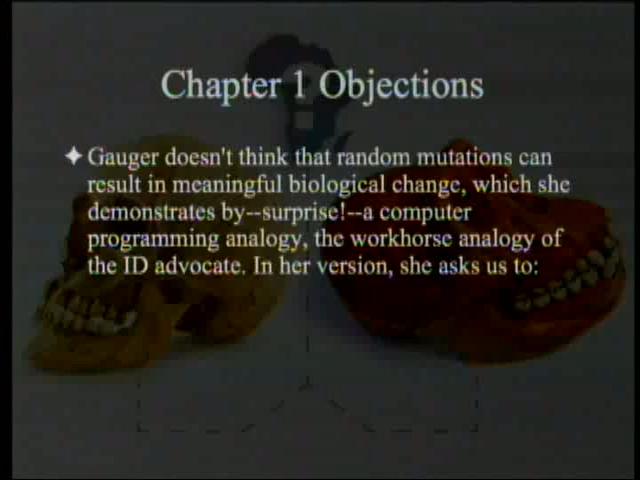 Chapter 1 Objections
✦ Gauger doesn't think that random mutations can
result in meaningful biological change, which she
demonstrates by--surprise!--a computer
programming analogy, the workhorse analogy of
the ID advocate. In her version, she asks us to: